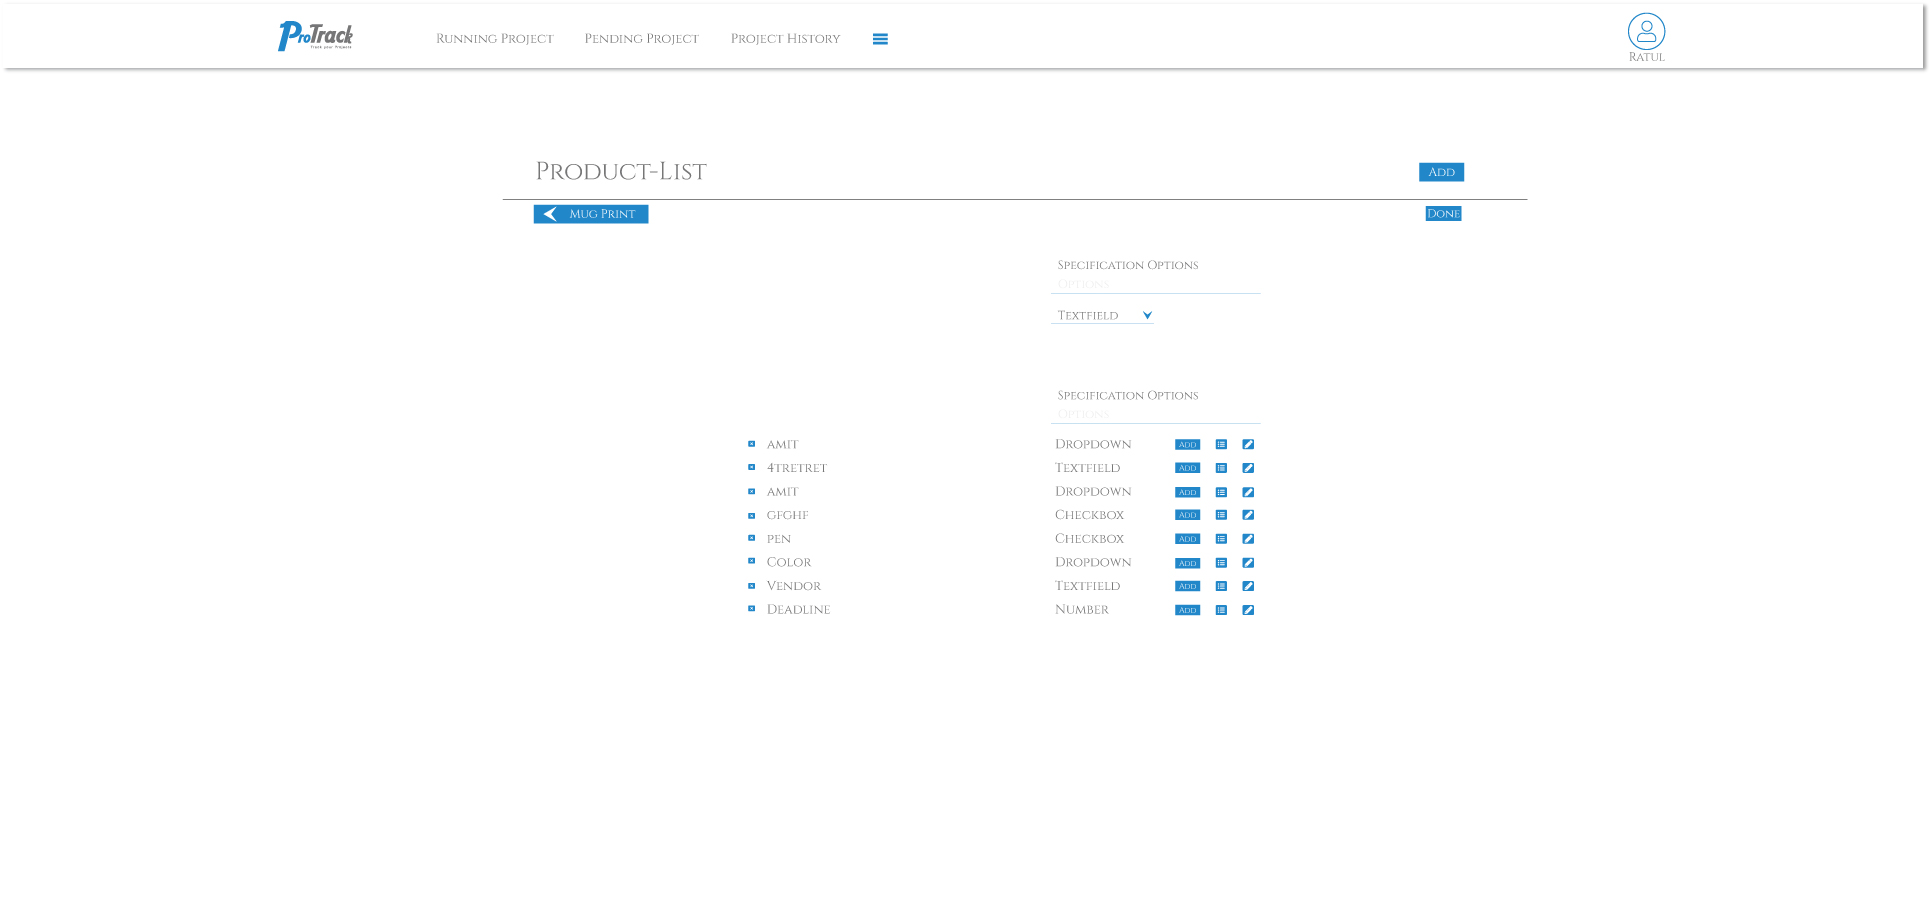 ProTrack
Track your Projects
Running Project Pending Project Project History
Ratul
Product-List Add
Mug Print Done
Specification Options
Options
Textfield
Specification Options
Options
amit Dropdown Add
4tretret Textfield Add
amit Dropdown Add
gfghf Checkbox Add
pen Checkbox Add
Color Dropdown Add
Vendor Textfield Add
Deadline Number Add